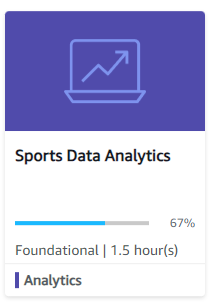 Sports Data Analytics
67%
Foundational | 1.5 hour(s)
Analytics